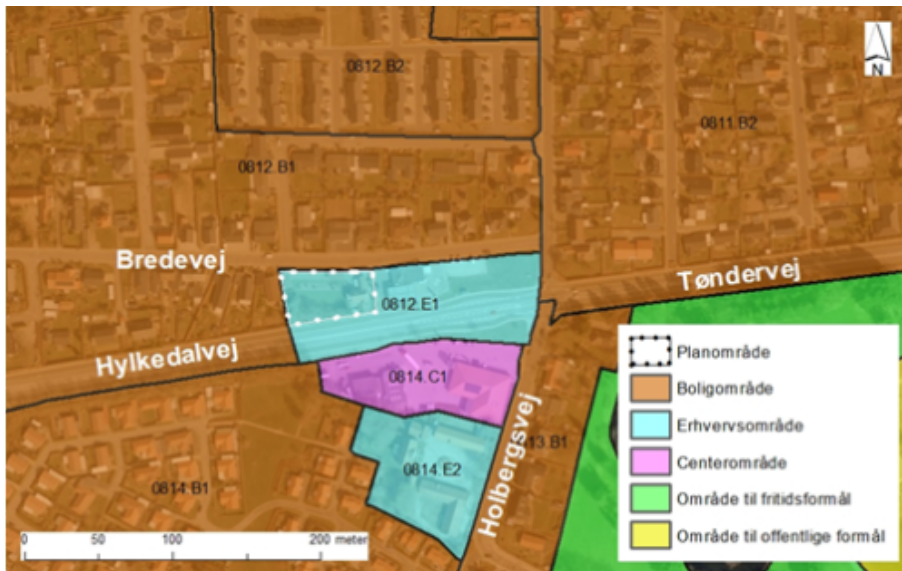 0812.B2
N
0811.B2
0812.B1
Bredevej
Tøndervej
0812.E1
Hylkedalvej
0814.C1
Holbergsvej
13.B1
0814.E2
0814.B1
Planområde
Boligområde
Erhvervsområde
Centerområde
Område til fritidsformål
Område til offentlige formål
0 50 100 200 meter